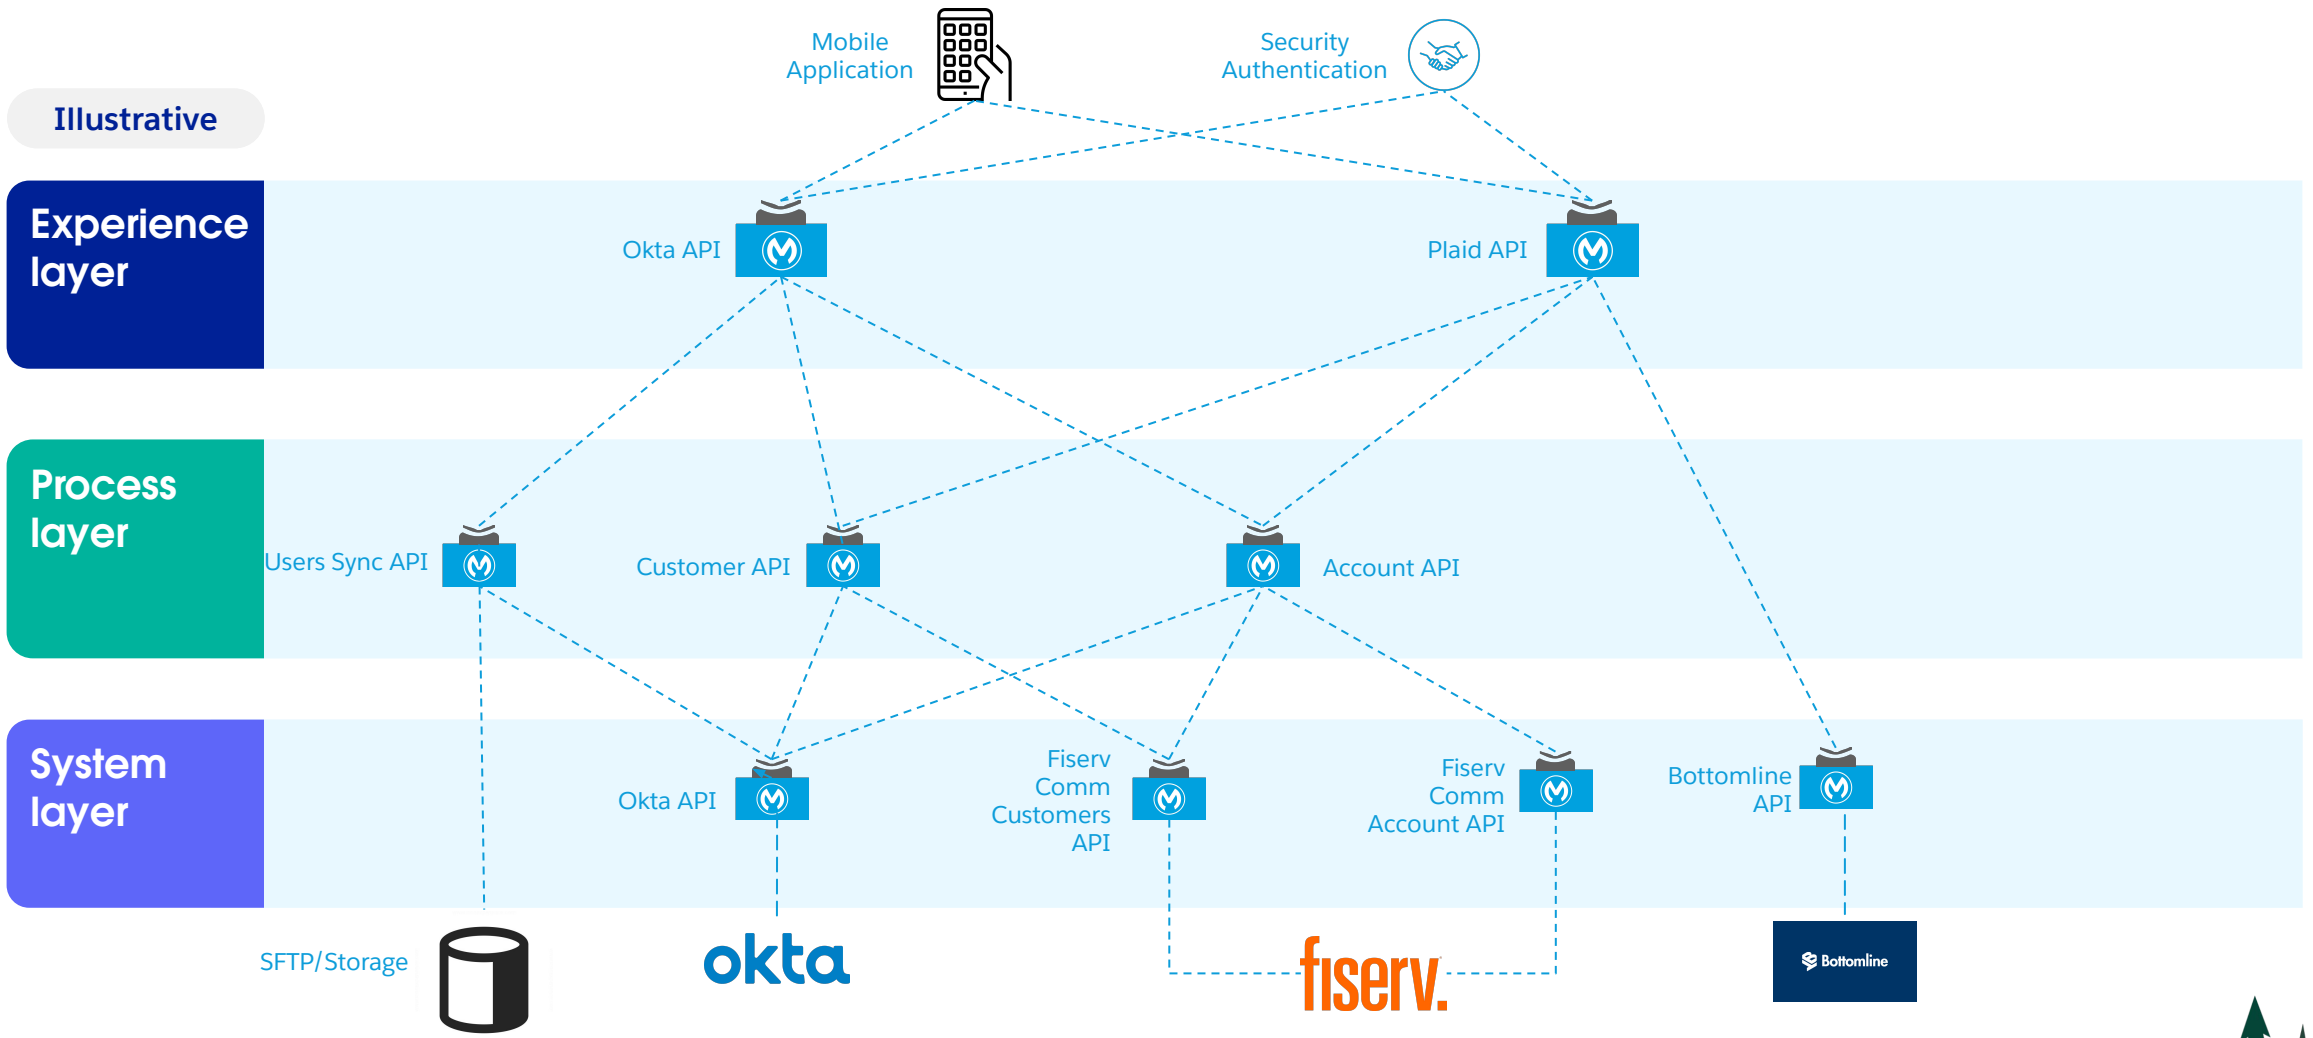 Mobile
Application
Security
Authentication
Illustrative
Experience
layer
Okta API
Plaid API
Process
layer
Users Sync API
Customer API
Account API
System
layer
Okta API
Fiserv
Comm
Customers
API
Fiserv
Comm
Account API
Bottomline
API
SFTP/Storage
okta
fiserv.
Bottomline